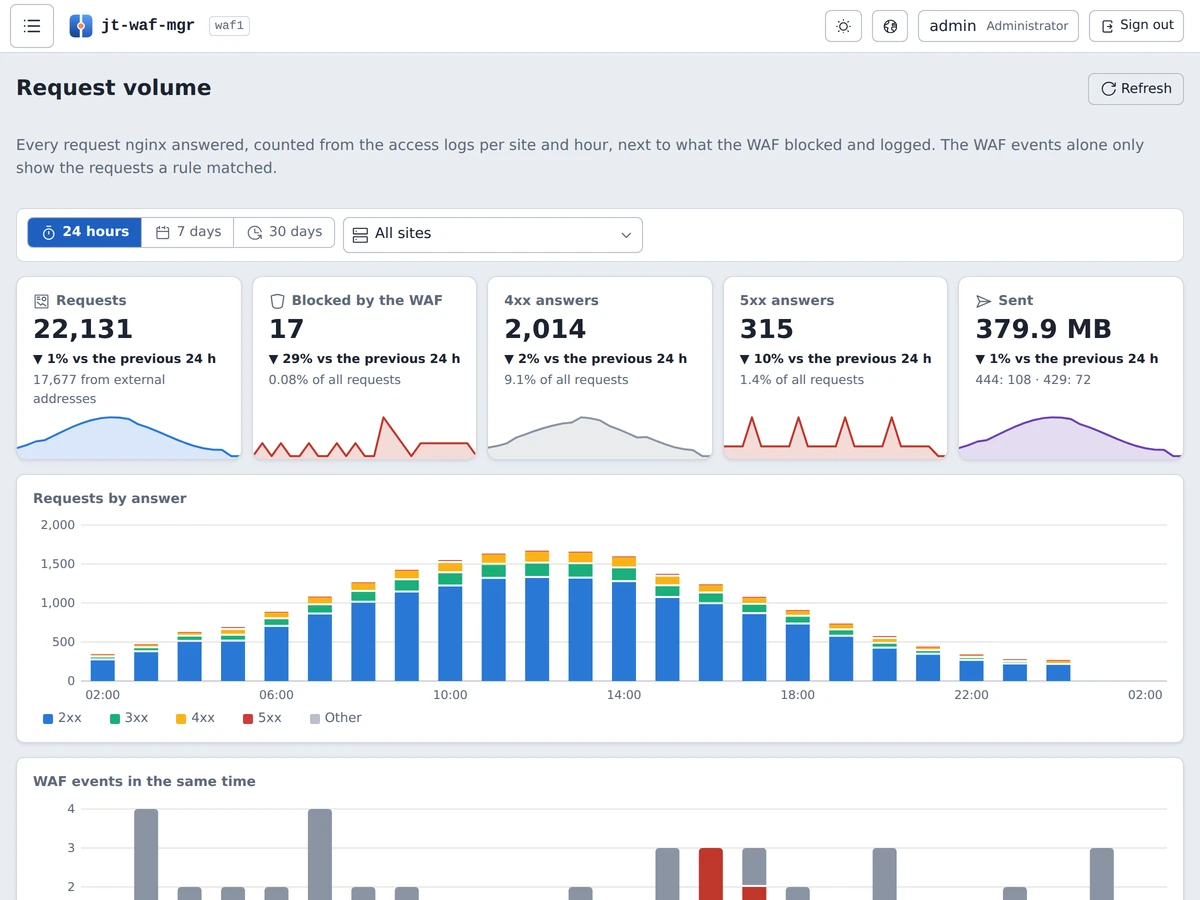 jt-waf-mgr waf1 admin Administrator Sign out
Request volume Refresh
Every request nginx answered, counted from the access logs per site and hour, next to what the WAF blocked and logged. The WAF events alone only
show the requests a rule matched.
24 hours 7 days 30 days All sites
Requests
22,131
▼ 1% vs the previous 24 h
17,677 from external
addresses
Blocked by the WAF
17
▼ 29% vs the previous 24 h
0.08% of all requests
4xx answers
2,014
▼ 2% vs the previous 24 h
9.1% of all requests
5xx answers
315
▼ 10% vs the previous 24 h
1.4% of all requests
Sent
379.9 MB
▼ 1% vs the previous 24 h
444: 108 · 429: 72
Requests by answer
2,000
1,500
1,000
500
0
02:00 06:00 10:00 14:00 18:00 22:00 02:00
2xx 3xx 4xx 5xx Other
WAF events in the same time
4
3
2